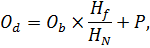 O_d = O_b × H_f / H_N + P,